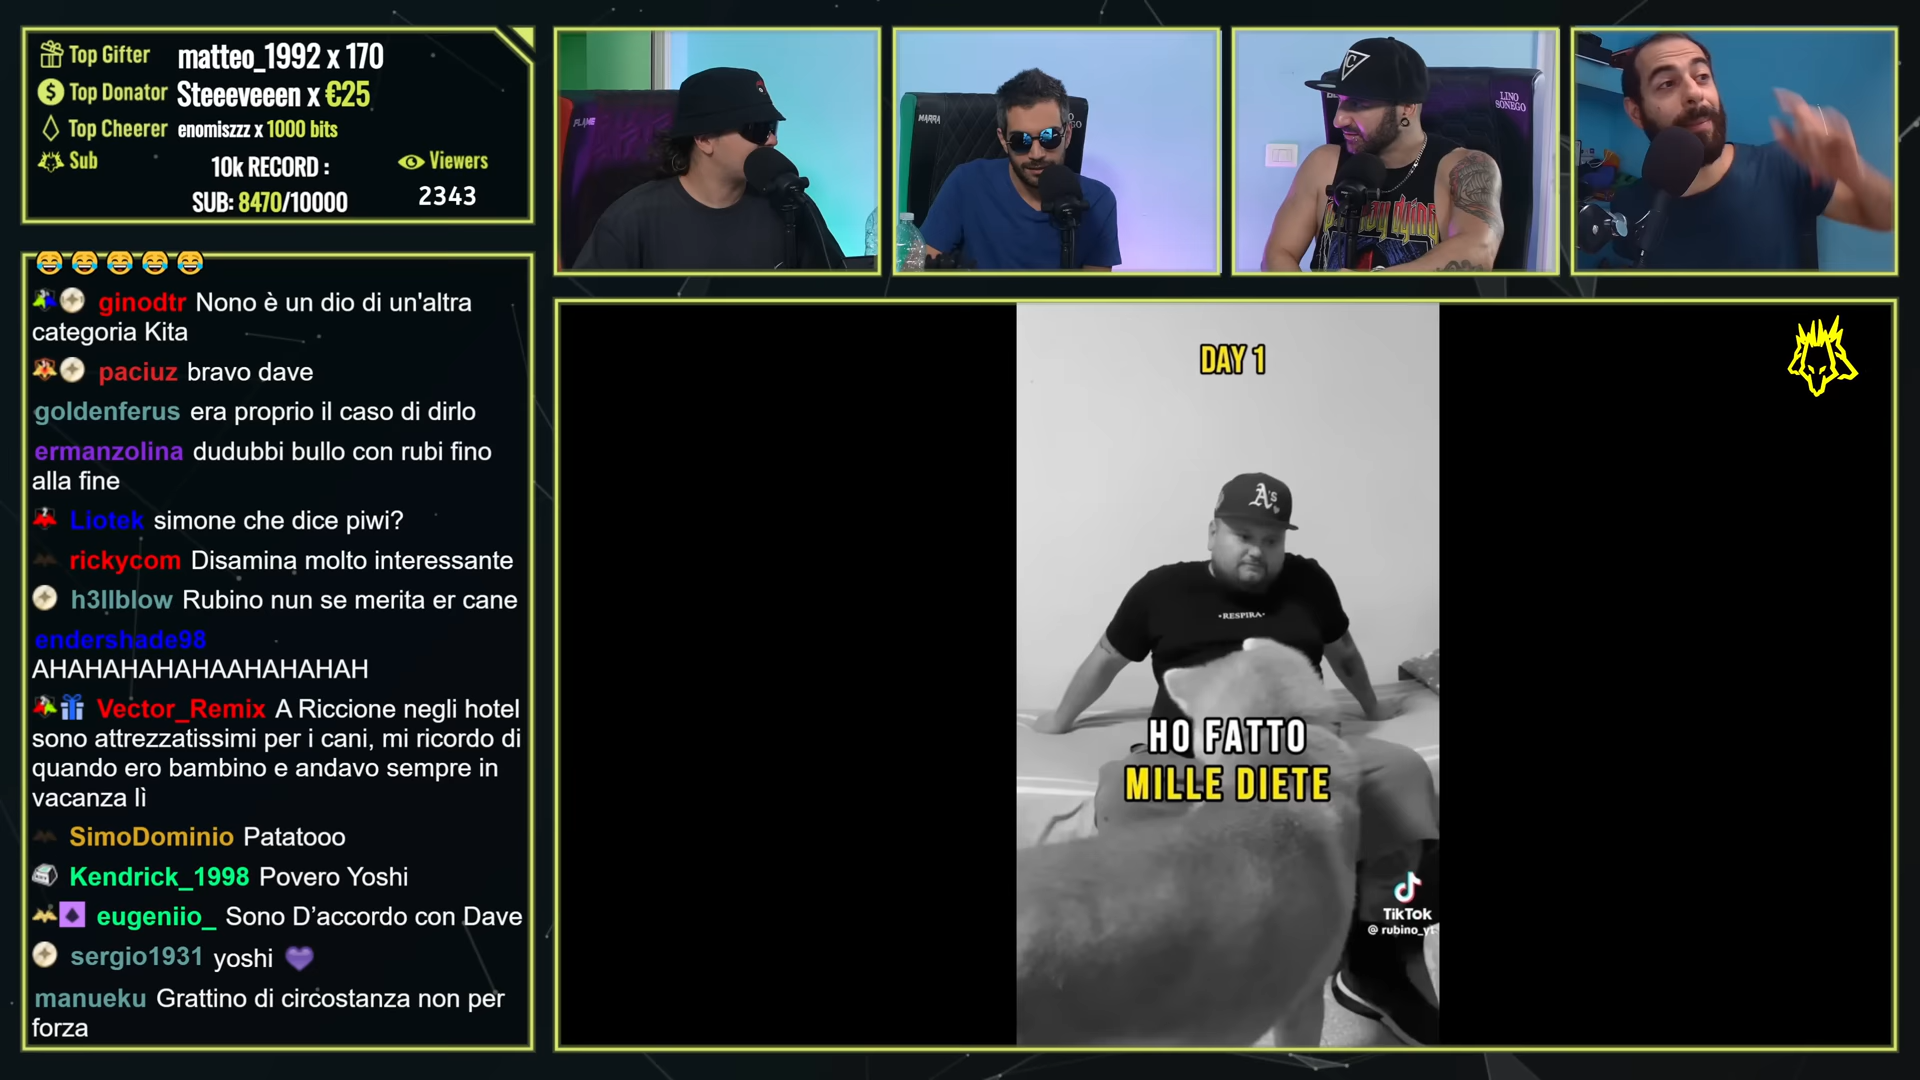 Top Gifter matteo_1992 x 170
Top Donator Steeeveeen x €25
Top Cheerer enomiszzz x 1000 bits
Sub 10k RECORD : Viewers
SUB: 8470/10000 2343
ginodtr Nono è un dio di un'altra
categoria Kita
paciuz bravo dave
goldenferus era proprio il caso di dirlo
ermanzolina dudubbi bullo con rubi fino
alla fine
Liotek simone che dice piwi?
rickycom Disamina molto interessante
h3llblow Rubino nun se merita er cane
endershade98
AHAHAHAHAHAAHAHAHAH
Vector_Remix A Riccione negli hotel
sono attrezzatissimi per i cani, mi ricordo di
quando ero bambino e andavo sempre in
vacanza lì
SimoDominio Patatooo
Kendrick_1998 Povero Yoshi
eugeniio_ Sono D’accordo con Dave
sergio1931 yoshi
manueku Grattino di circostanza non per
forza
FLAME
MARRA
LINO
SONEGO
C
DAY 1
A's
•RESPIRA•
HO FATTO
MILLE DIETE
TikTok
@ rubino_yt